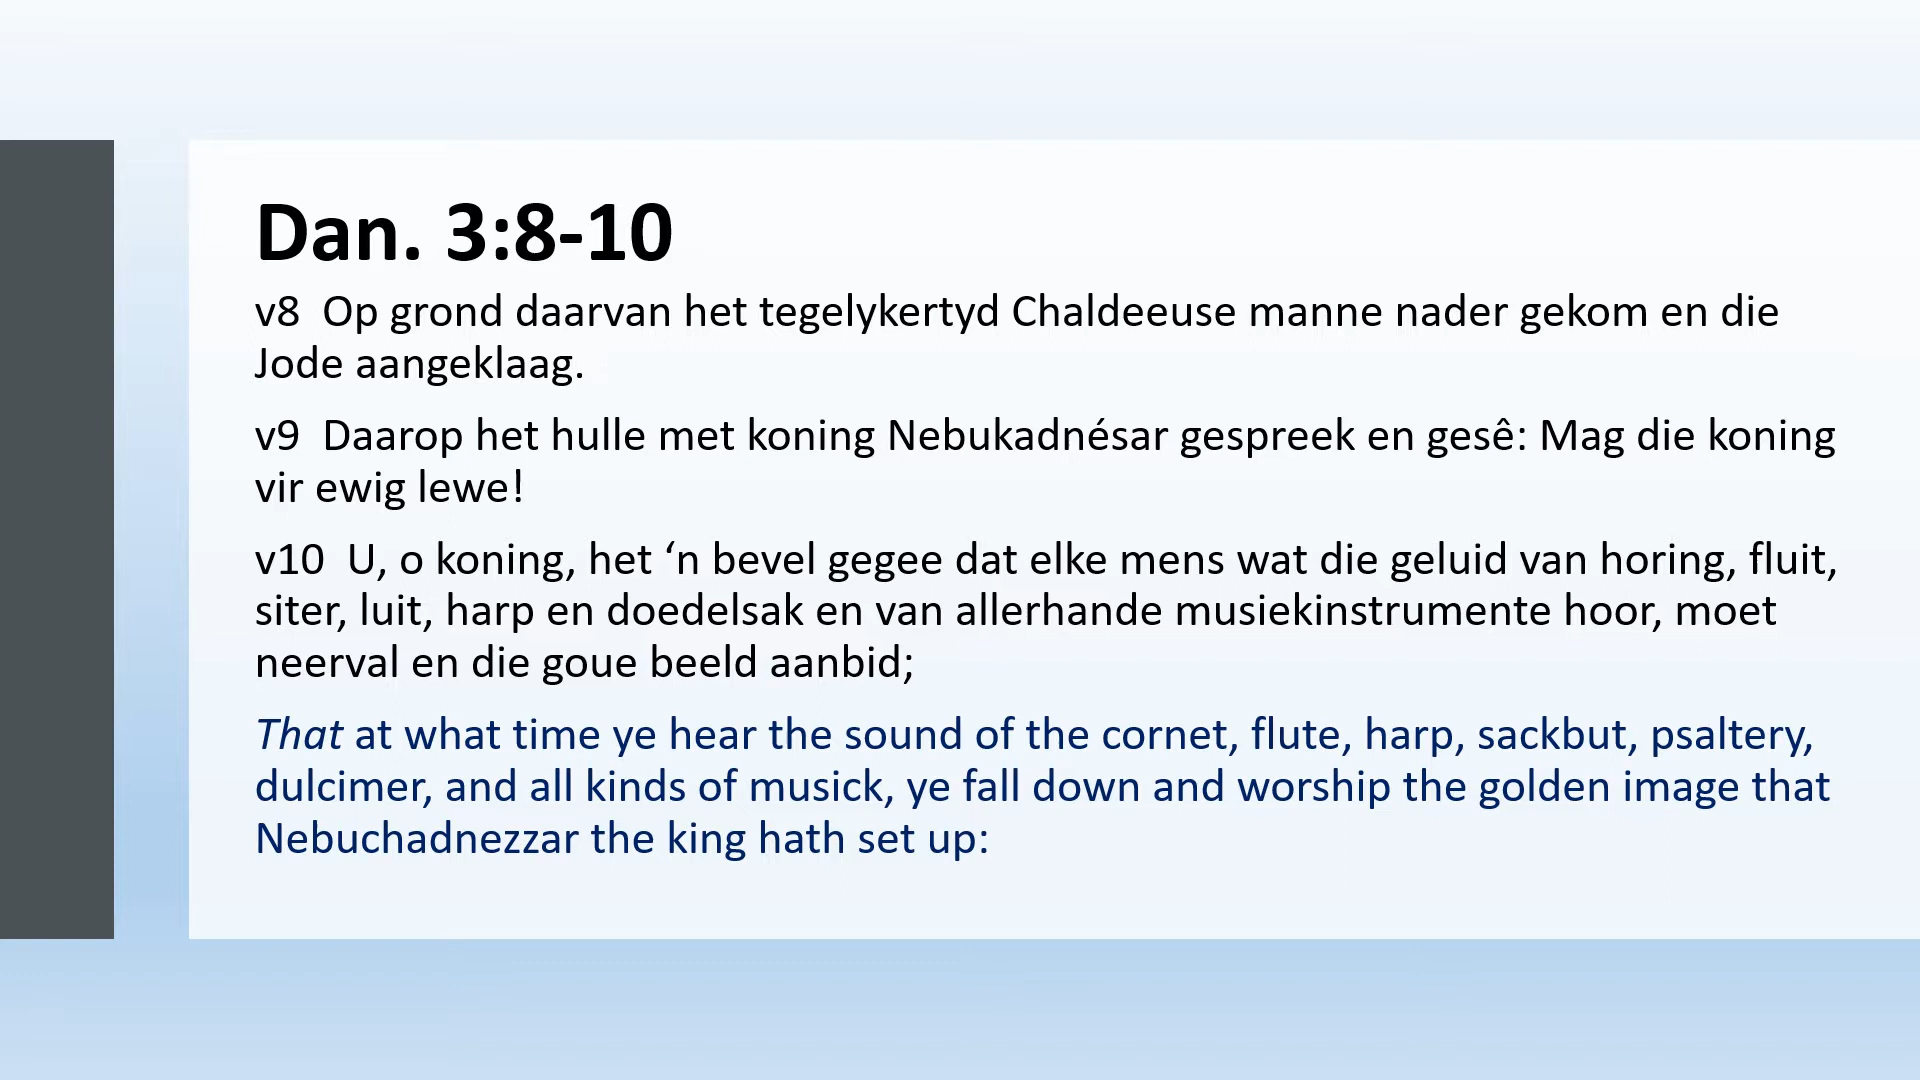 Dan. 3:8-10
v8  Op grond daarvan het tegelykertyd Chaldeeuse manne nader gekom en die
Jode aangeklaag.
v9  Daarop het hulle met koning Nebukadnésar gespreek en gesê: Mag die koning
vir ewig lewe!
v10  U, o koning, het ‘n bevel gegee dat elke mens wat die geluid van horing, fluit,
siter, luit, harp en doedelsak en van allerhande musiekinstrumente hoor, moet
neerval en die goue beeld aanbid;
That at what time ye hear the sound of the cornet, flute, harp, sackbut, psaltery,
dulcimer, and all kinds of musick, ye fall down and worship the golden image that
Nebuchadnezzar the king hath set up: